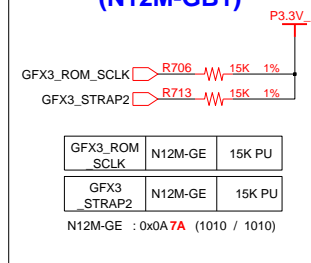 (N12M-GB1)
P3.3V_
GFX3_ROM_SCLK R706 15K 1%
GFX3_STRAP2 R713 15K 1%
GFX3_ROM
_SCLK N12M-GE 15K PU
GFX3
_STRAP2 N12M-GE 15K PU
N12M-GE : 0x0A7A (1010 / 1010)